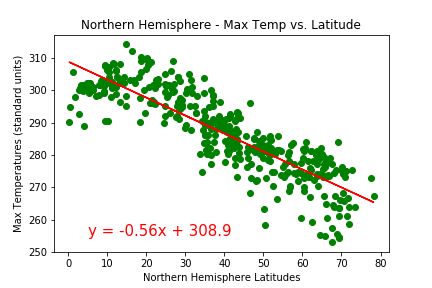 Northern Hemisphere - Max Temp vs. Latitude
Max Temperatures (standard units)
310
300
290
280
270
260
250
y = -0.56x + 308.9
0 10 20 30 40 50 60 70 80
Northern Hemisphere Latitudes